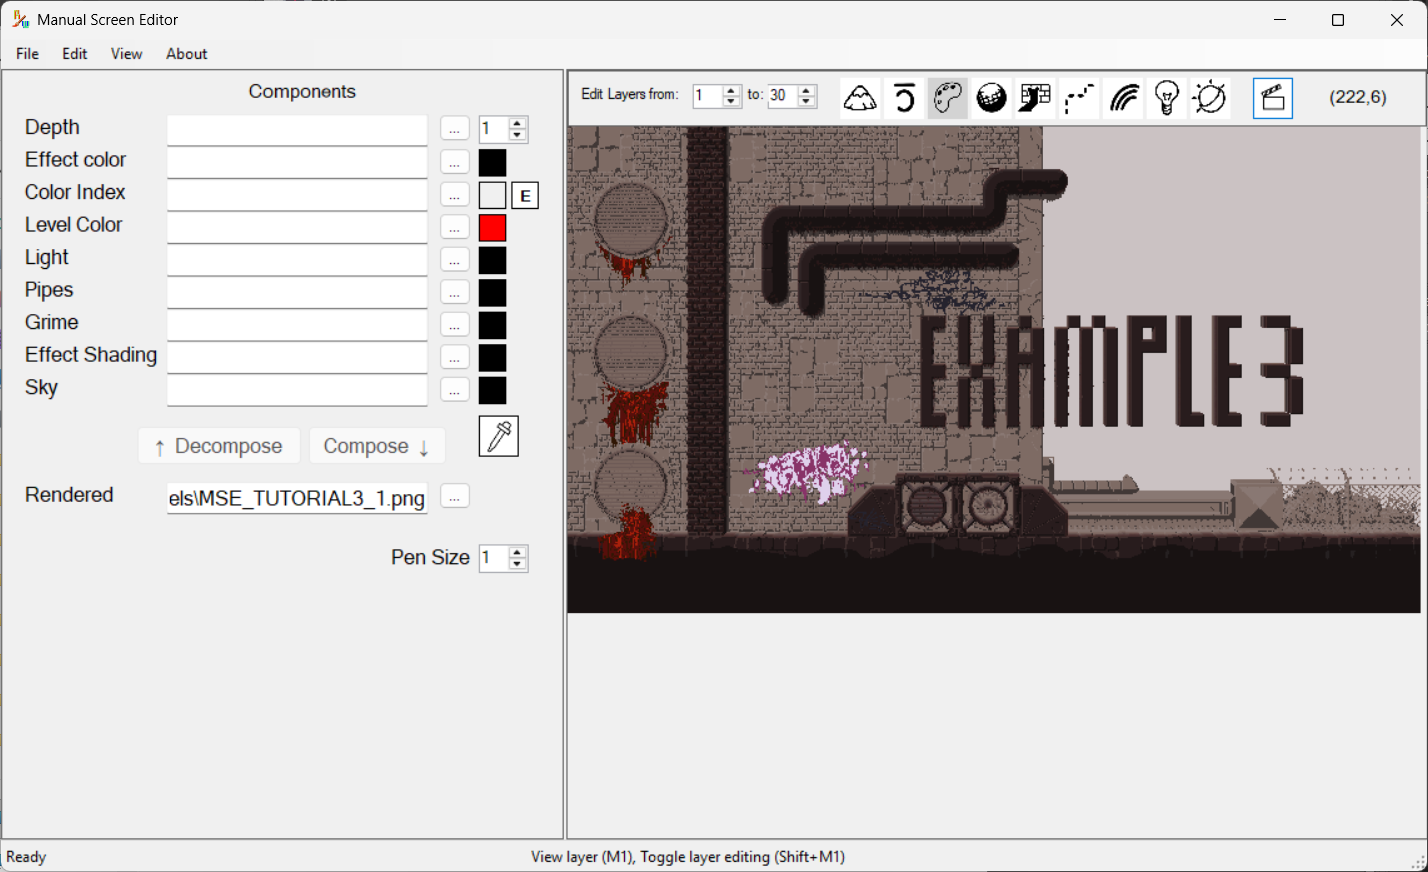 Manual Screen Editor
File Edit View About
Components
Edit Layers from: 1 to: 30 (222,6)
Depth ... 1
Effect color ...
Color Index ... E
Level Color ...
Light ...
Pipes ...
Grime ...
Effect Shading ...
Sky ...
↑ Decompose Compose ↓
Rendered els\MSE_TUTORIAL3_1.png ...
Pen Size 1
EXAMPLE 3
Ready View layer (M1), Toggle layer editing (Shift+M1)